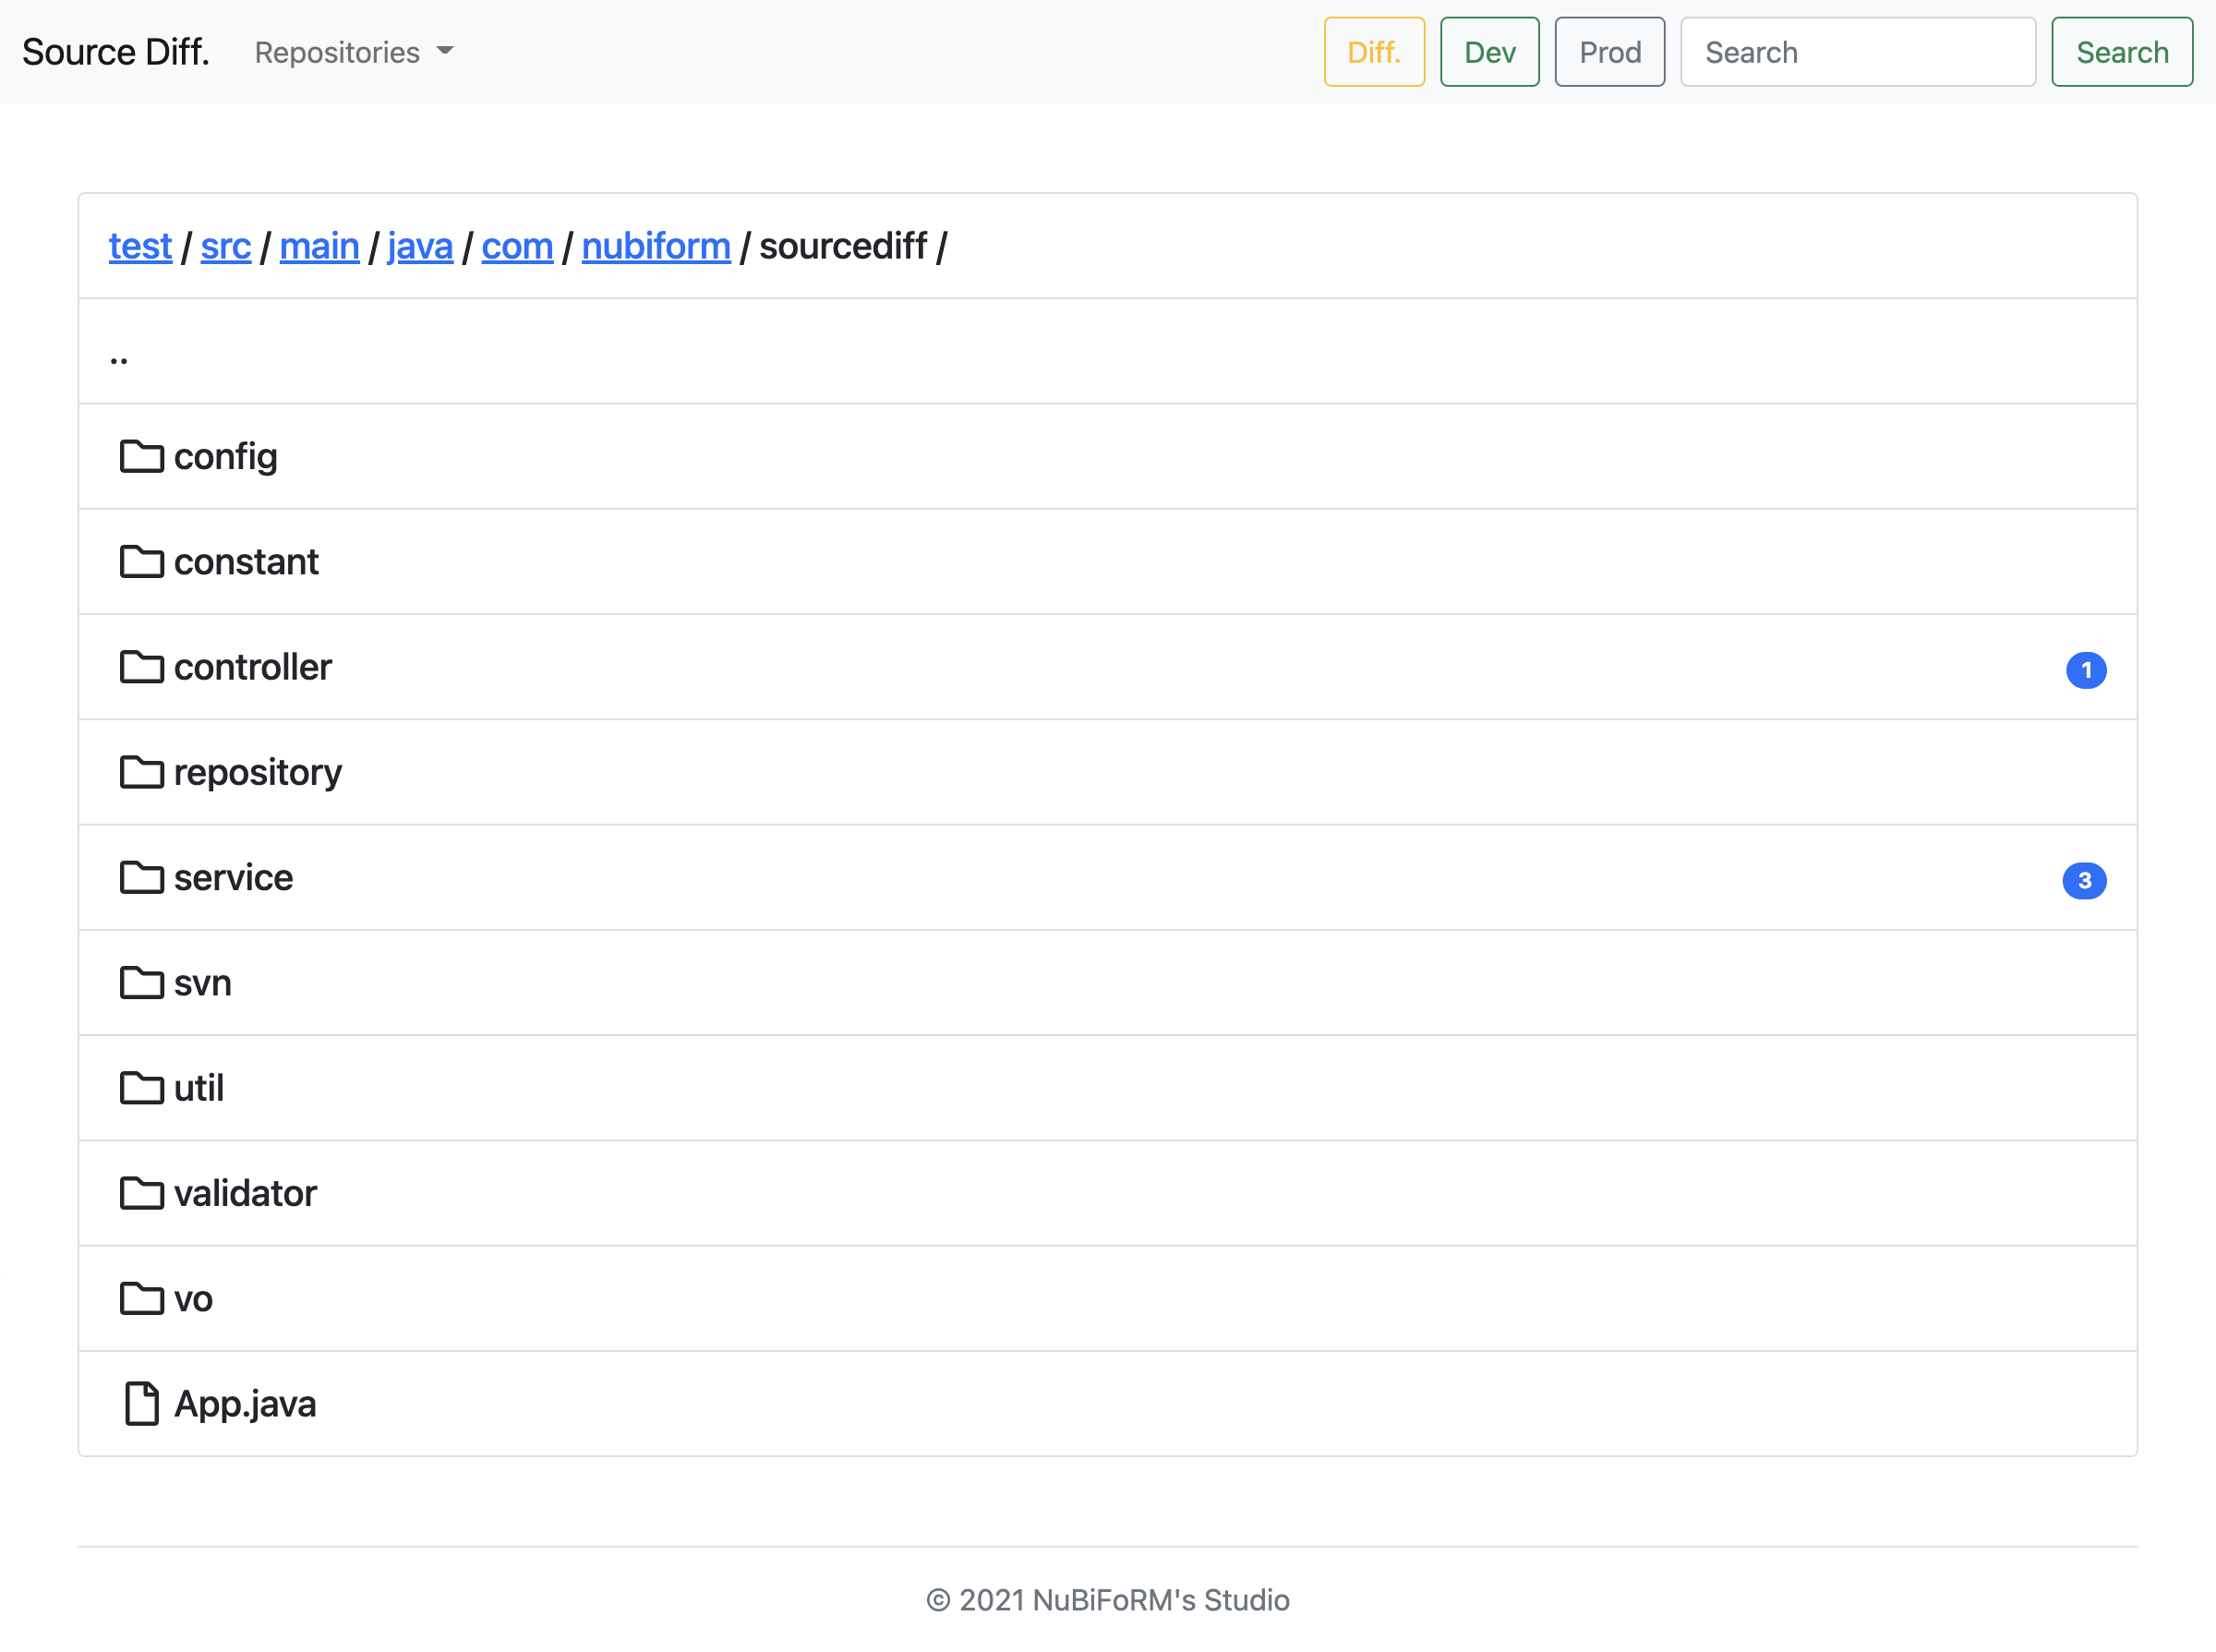 Source Diff. Repositories Diff. Dev Prod Search Search
test / src / main / java / com / nubiform / sourcediff /
..
config
constant
controller 1
repository
service 3
svn
util
validator
vo
App.java
© 2021 NuBiFoRM's Studio